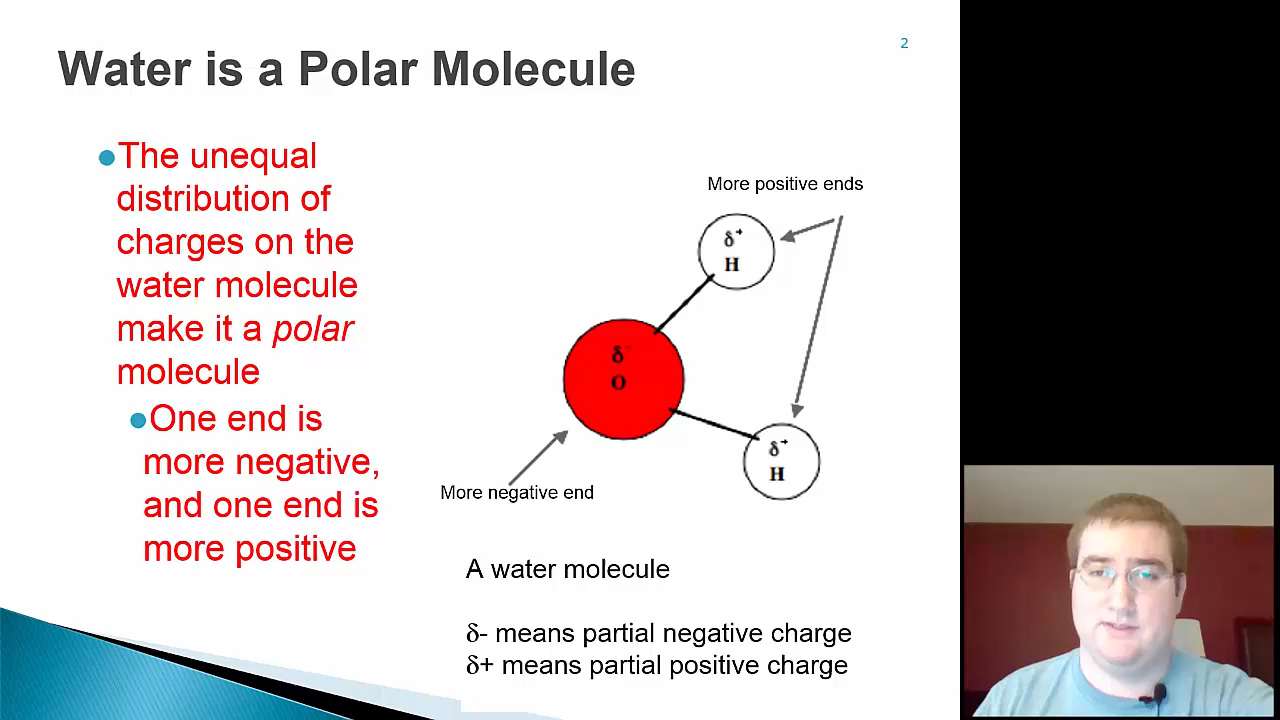 2
Water is a Polar Molecule
●The unequal
distribution of
charges on the
water molecule
make it a polar
molecule
●One end is
more negative,
and one end is
more positive
More positive ends
δ+
H
δ-
O
δ+
H
More negative end
A water molecule
δ- means partial negative charge
δ+ means partial positive charge